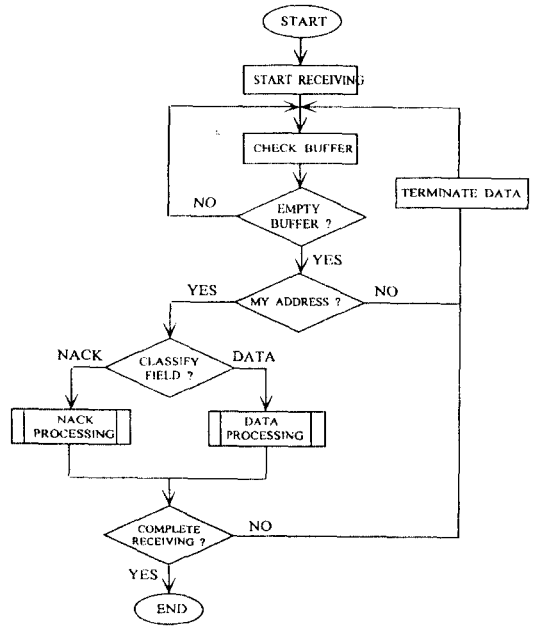 START
START RECEIVING
CHECK BUFFER
TERMINATE DATA
NO
EMPTY
BUFFER ?
YES
YES
MY ADDRESS ?
NO
NACK
CLASSIFY
FIELD ?
DATA
NACK
PROCESSING
DATA
PROCESSING
COMPLETE
RECEIVING ?
NO
YES
END